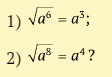 1) √a⁶ = a³;
2) √a⁸ = a⁴ ?